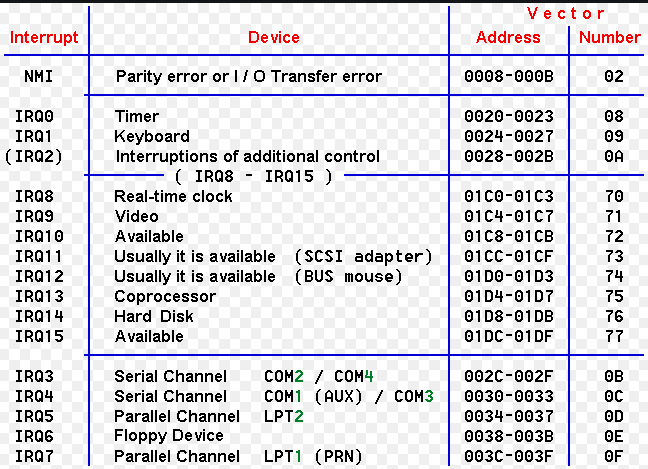 Vector
Interrupt Device Address Number
NMI Parity error or I / O Transfer error 0008-000B 02
IRQ0 Timer 0020-0023 08
IRQ1 Keyboard 0024-0027 09
(IRQ2) Interruptions of additional control 0028-002B 0A
( IRQ8 - IRQ15 )
IRQ8 Real-time clock 01C0-01C3 70
IRQ9 Video 01C4-01C7 71
IRQ10 Available 01C8-01CB 72
IRQ11 Usually it is available (SCSI adapter) 01CC-01CF 73
IRQ12 Usually it is available (BUS mouse) 01D0-01D3 74
IRQ13 Coprocessor 01D4-01D7 75
IRQ14 Hard Disk 01D8-01DB 76
IRQ15 Available 01DC-01DF 77
IRQ3 Serial Channel COM2 / COM4 002C-002F 0B
IRQ4 Serial Channel COM1 (AUX) / COM3 0030-0033 0C
IRQ5 Parallel Channel LPT2 0034-0037 0D
IRQ6 Floppy Device 0038-003B 0E
IRQ7 Parallel Channel LPT1 (PRN) 003C-003F 0F